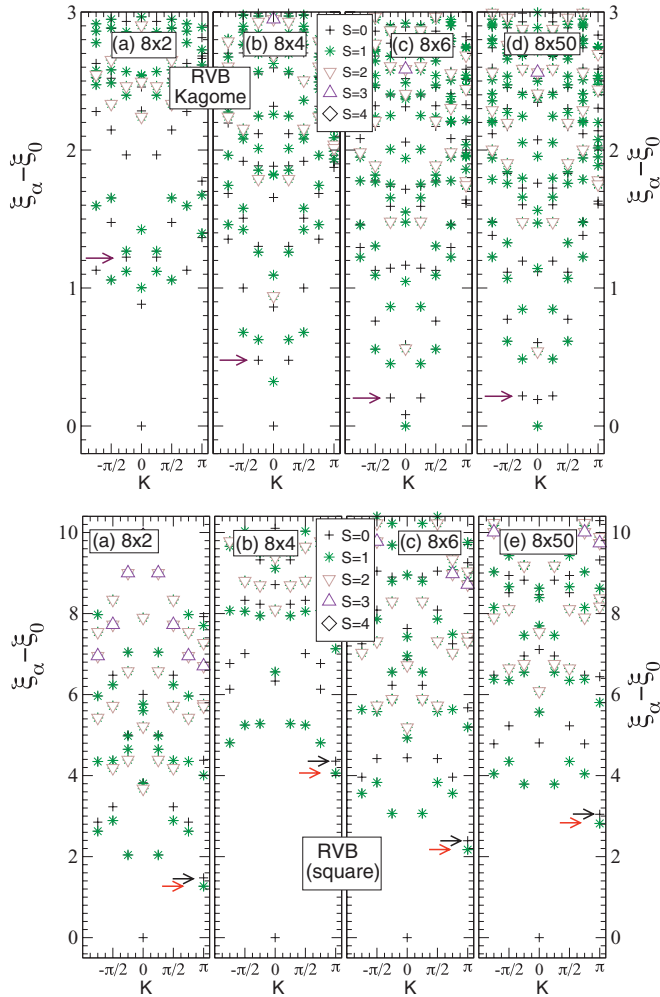 3
2
1
0
ξα-ξ0
(a) 8x2
(b) 8x4
(c) 8x6
(d) 8x50
RVB
Kagome
S=0
S=1
S=2
S=3
S=4
3
2
1
0
ξα-ξ0
-π/2 0 π/2
-π/2 0 π/2
-π/2 0 π/2
-π/2 0 π/2 π
K
K
K
K
10
8
6
4
2
0
ξα-ξ0
(a) 8x2
(b) 8x4
(c) 8x6
(e) 8x50
S=0
S=1
S=2
S=3
S=4
RVB
(square)
10
8
6
4
2
0
ξα-ξ0
-π/2 0 π/2
-π/2 0 π/2
-π/2 0 π/2
-π/2 0 π/2 π
K
K
K
K